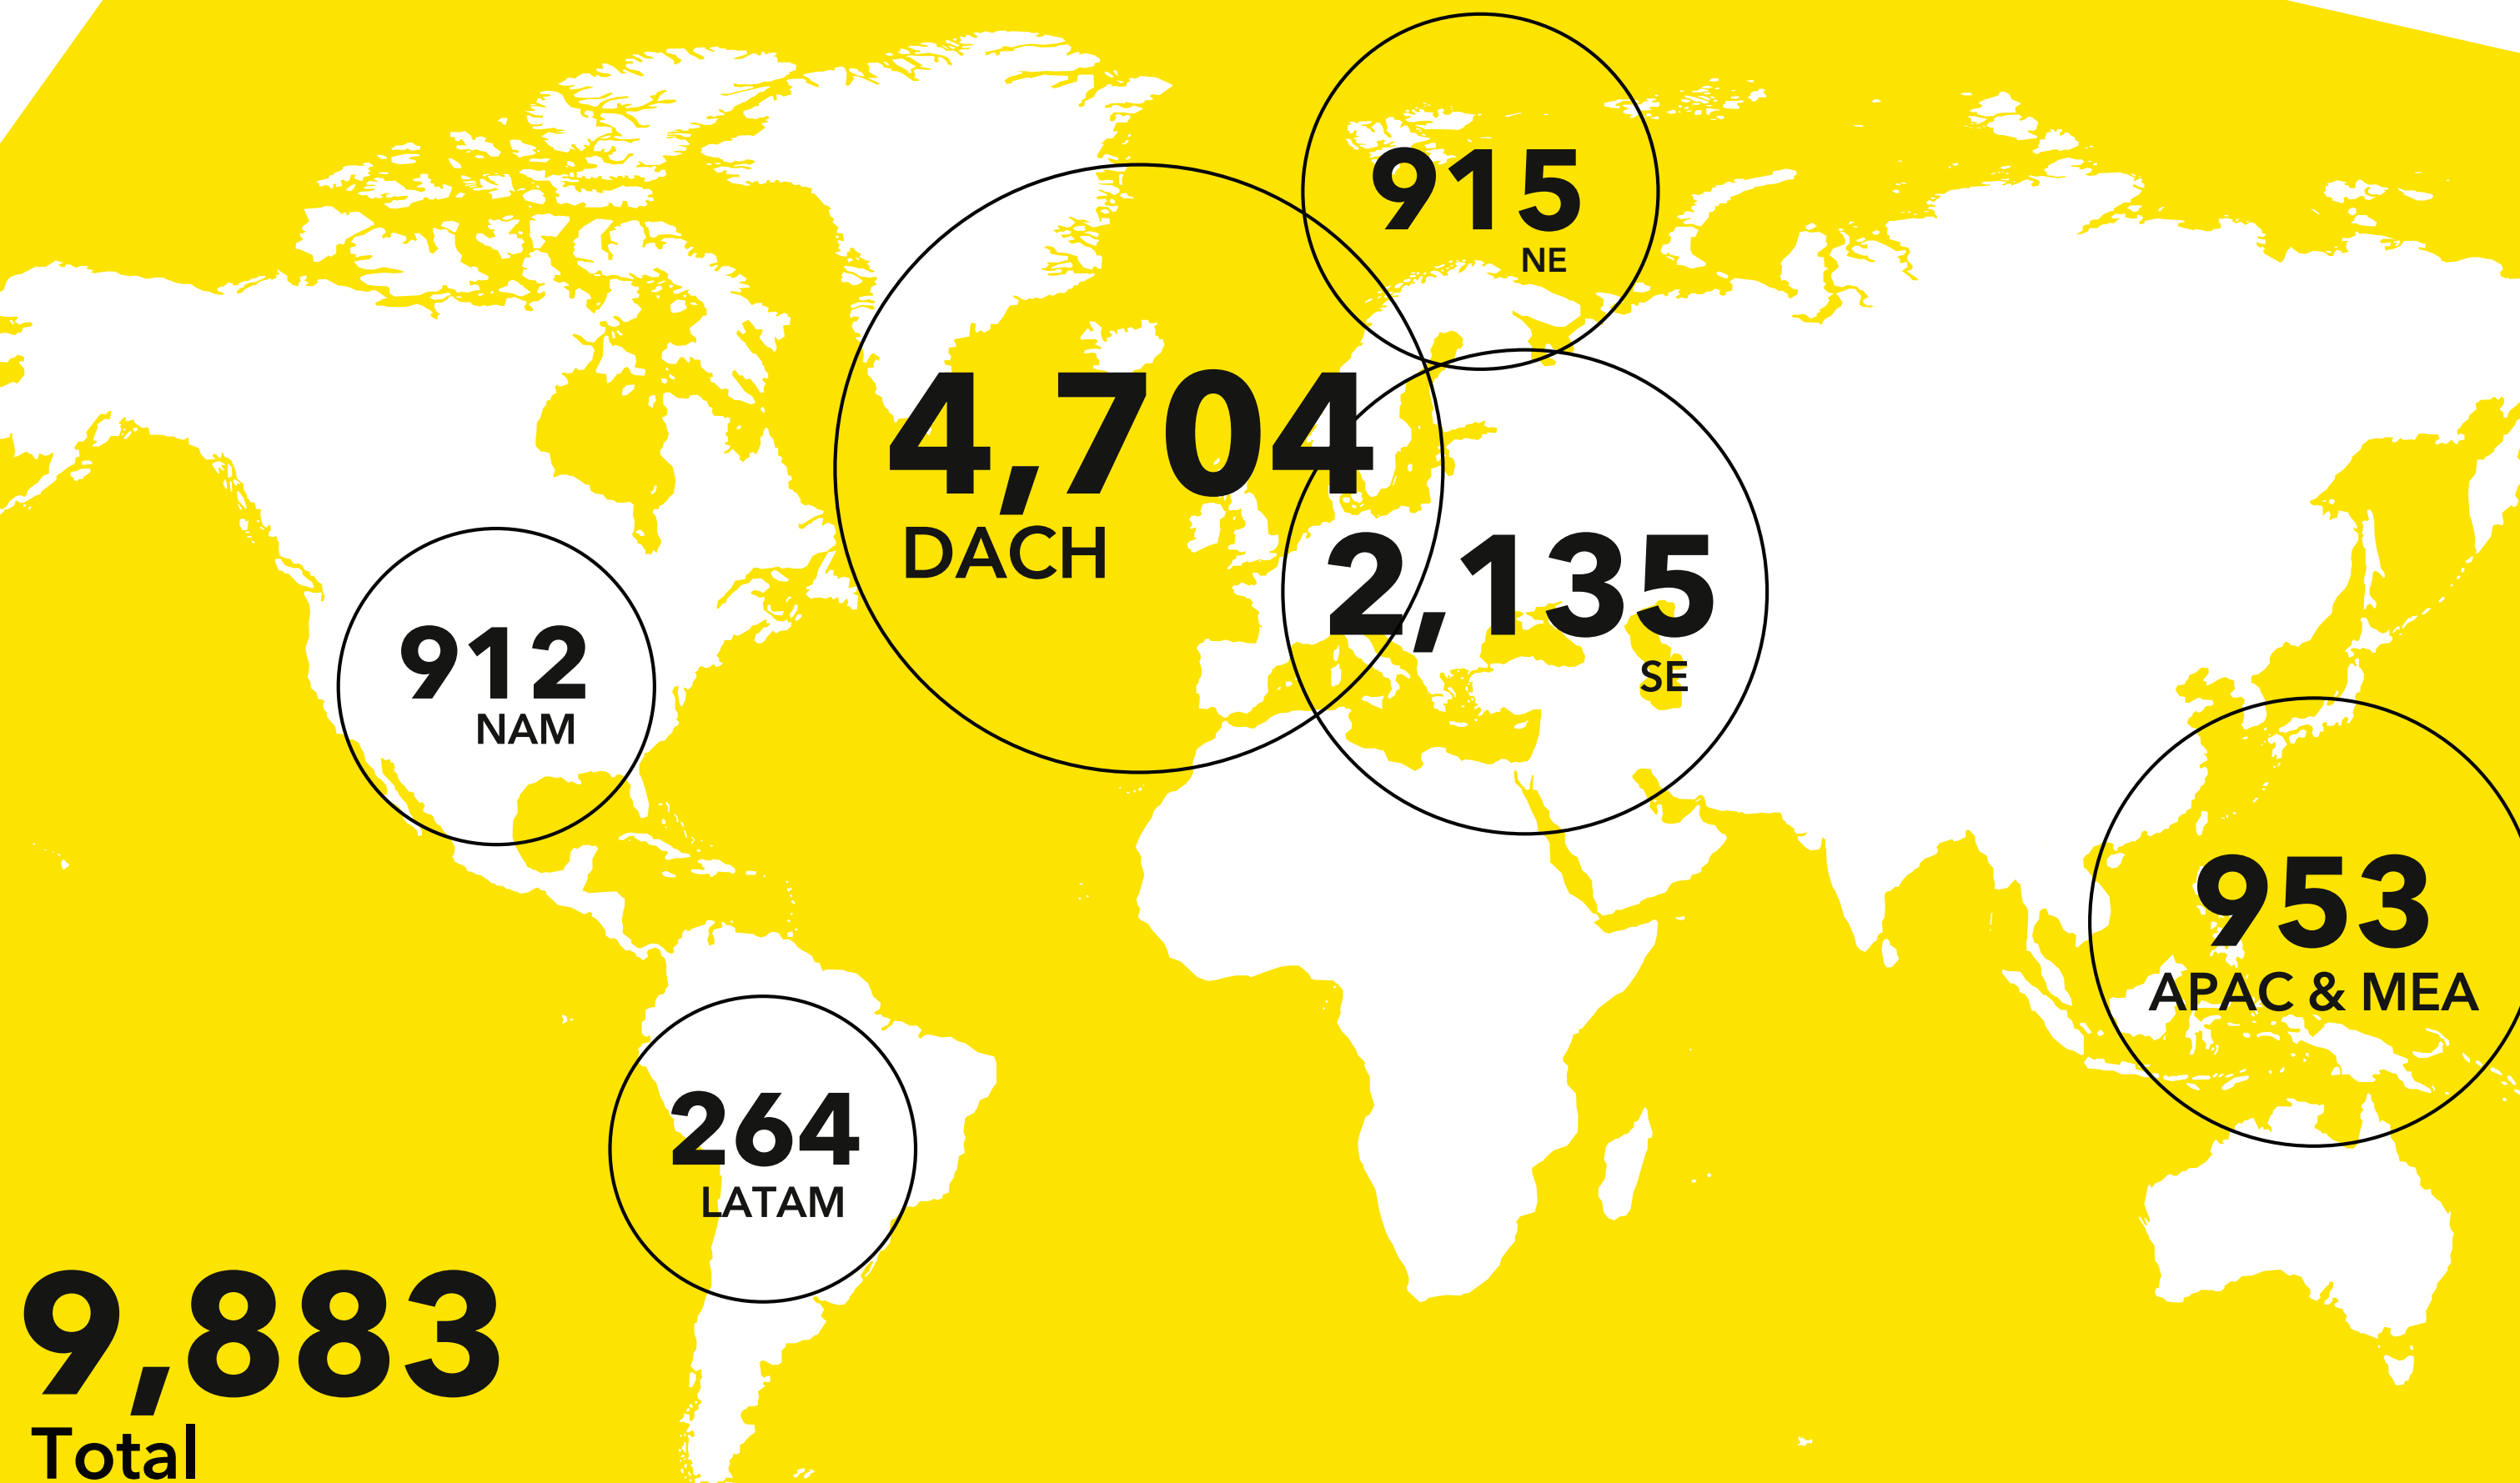 915
NE
4,704
DACH
2,135
SE
912
NAM
953
APAC & MEA
264
LATAM
9,883
Total